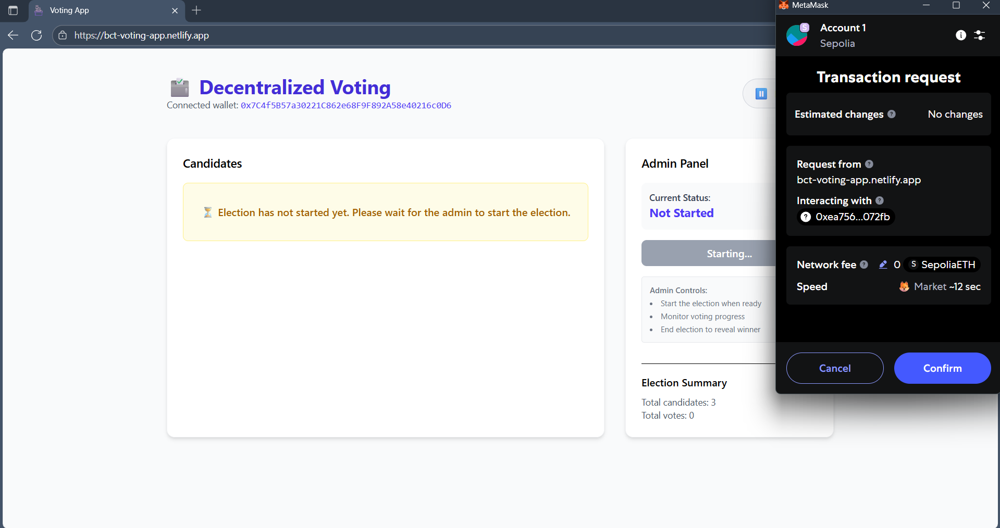 Voting App
https://bct-voting-app.netlify.app
Decentralized Voting
Connected wallet: 0x7C4f5B57a30221C862e68F9F892A58e40216c0D6
Candidates
Election has not started yet. Please wait for the admin to start the election.
Admin Panel
Current Status:
Not Started
Starting...
Admin Controls:
• Start the election when ready
• Monitor voting progress
• End election to reveal winner
Election Summary
Total candidates: 3
Total votes: 0
MetaMask
S
Account 1
Sepolia
Transaction request
Estimated changes ? No changes
Request from ?
bct-voting-app.netlify.app
Interacting with ?
? 0xea756...072fb
Network fee ? 0 S SepoliaETH
Speed Market ~12 sec
Cancel Confirm